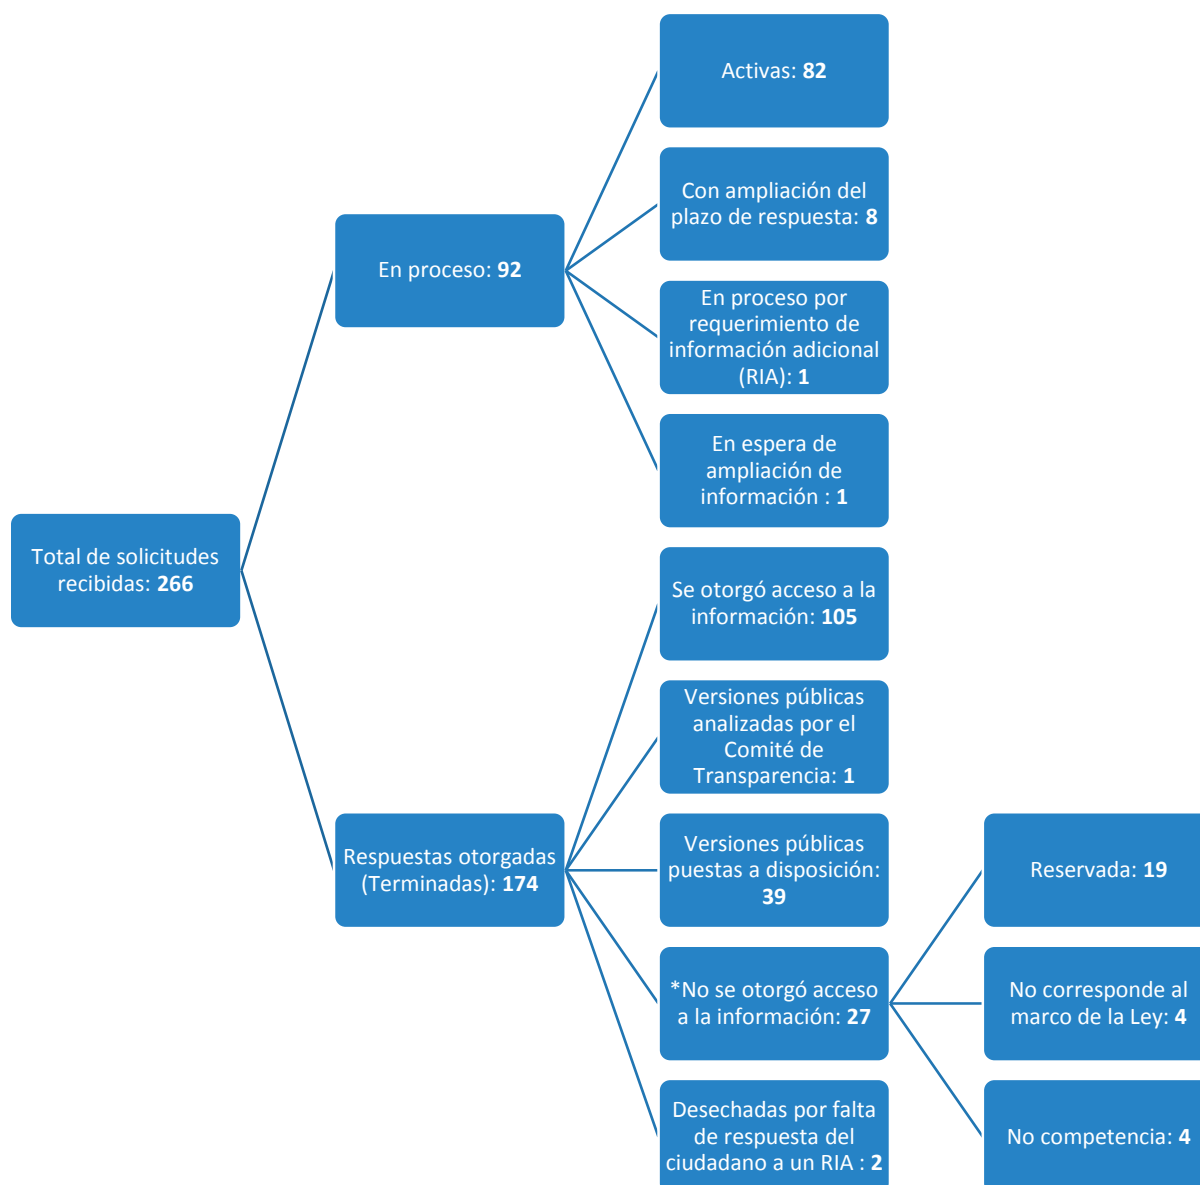 Total de solicitudes
recibidas: 266
En proceso: 92
Activas: 82
Con ampliación del
plazo de respuesta: 8
En proceso por
requerimiento de
información adicional
(RIA): 1
En espera de
ampliación de
información : 1
Respuestas otorgadas
(Terminadas): 174
Se otorgó acceso a la
información: 105
Versiones públicas
analizadas por el
Comité de
Transparencia: 1
Versiones públicas
puestas a disposición:
39
*No se otorgó acceso
a la información: 27
Reservada: 19
No corresponde al
marco de la Ley: 4
No competencia: 4
Desechadas por falta
de respuesta del
ciudadano a un RIA : 2